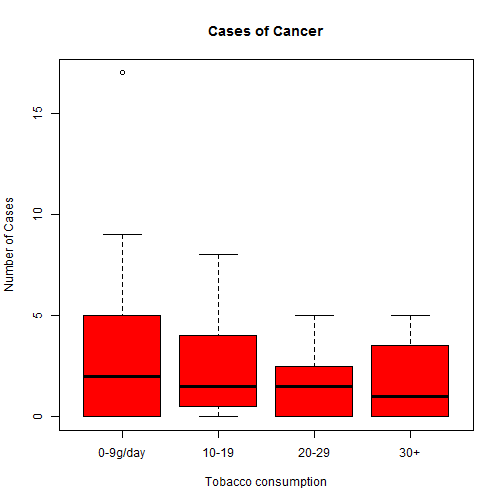 Cases of Cancer
Number of Cases
15
10
5
0
0-9g/day 10-19 20-29 30+
Tobacco consumption